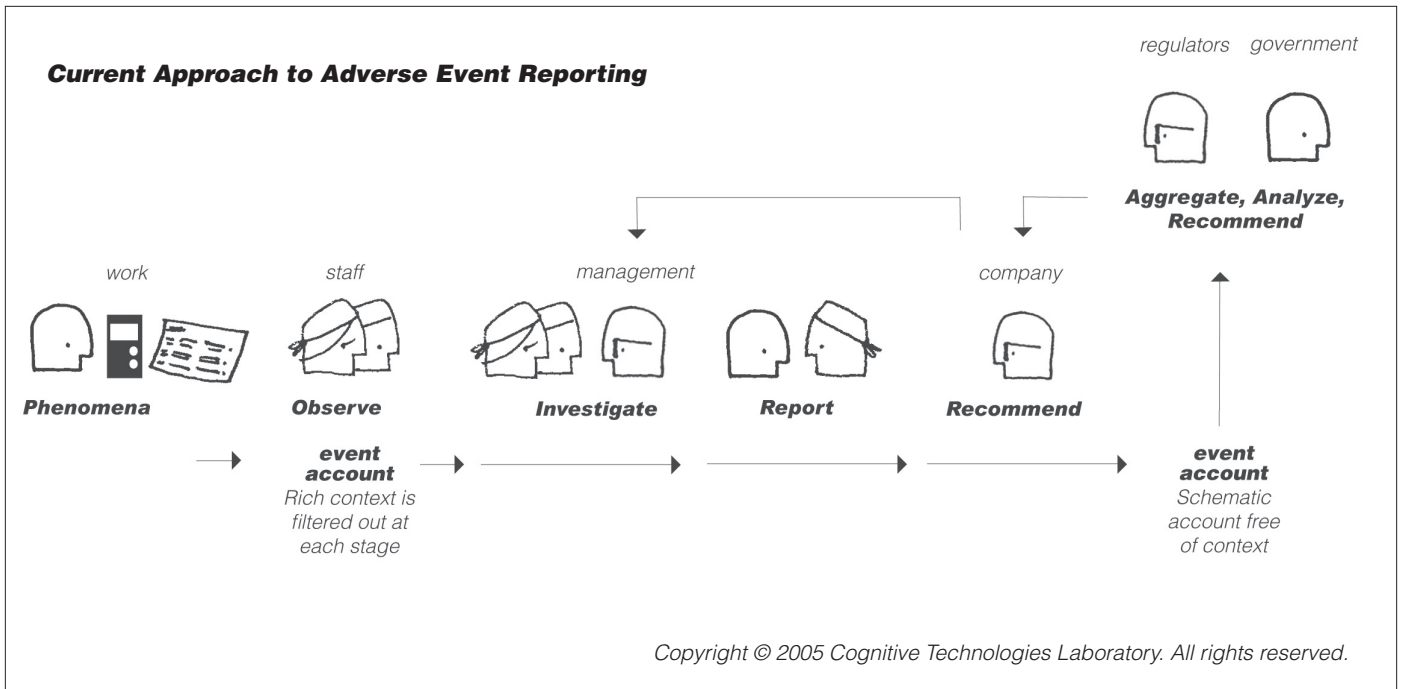 regulators government
Current Approach to Adverse Event Reporting
Aggregate, Analyze,
Recommend
work
staff
management
company
Phenomena
Observe
Investigate
Report
Recommend
event
account
Rich context is
filtered out at
each stage
event
account
Schematic
account free
of context
Copyright © 2005 Cognitive Technologies Laboratory. All rights reserved.